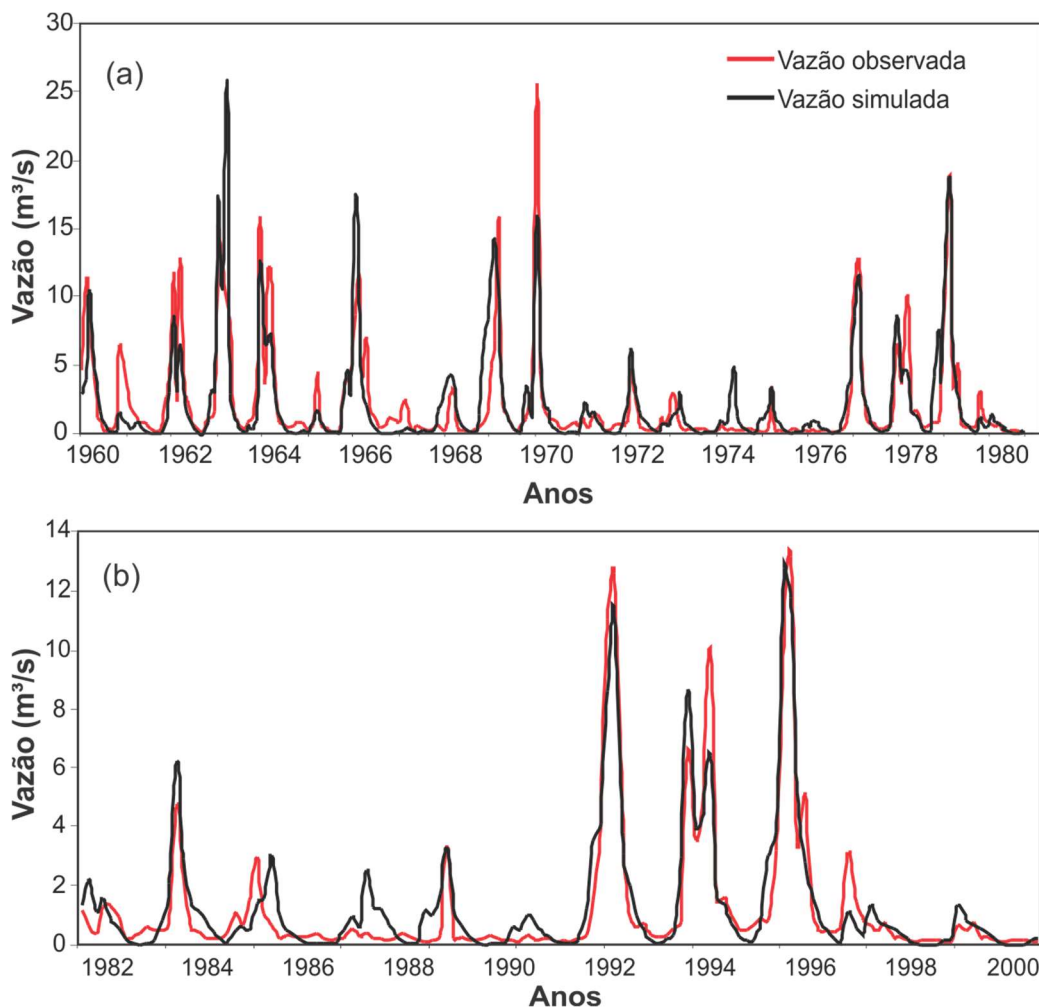 30
(a)
Vazão observada
25
Vazão simulada
20
Vazão (m³/s)
15
10
5
0
1960 1962 1964 1966 1968 1970 1972 1974 1976 1978 1980
Anos
14
(b)
12
10
Vazão (m³/s)
8
6
4
2
0
1982 1984 1986 1988 1990 1992 1994 1996 1998 2000
Anos